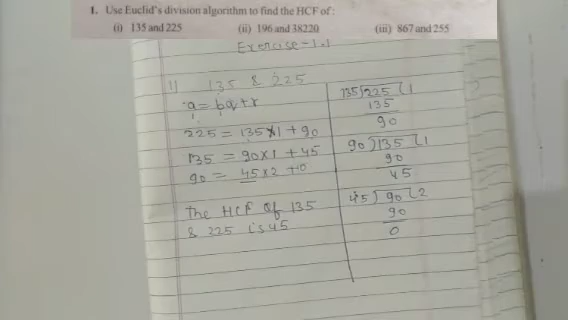 1. Use Euclid's division algorithm to find the HCF of :
(i) 135 and 225 (ii) 196 and 38220 (iii) 867 and 255
Exercise-1.1
1) 135 & 225
a = bq+r
225 = 135×1 + 90
135 = 90×1 + 45
90 = 45×2 +0
The HCF Of 135
& 225 is 45
135)225(1
135
90
90)135(1
90
45
45)90(2
90
0